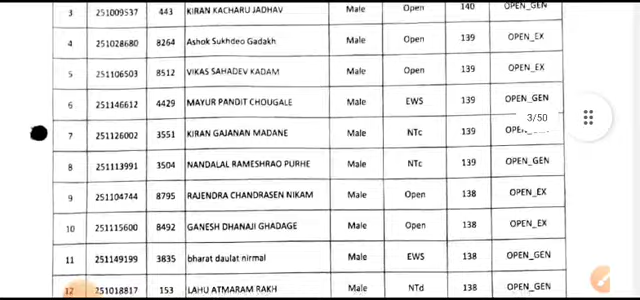 3 251009537 443 KIRAN KACHARU JADHAV Male Open 140 OPEN_GEN
4 251028680 8264 Ashok Sukhdeo Gadakh Male Open 139 OPEN_EX
5 251106503 8512 VIKAS SAHADEV KADAM Male Open 139 OPEN_EX
6 251146612 4429 MAYUR PANDIT CHOUGALE Male EWS 139 OPEN_GEN
3/50
7 251126002 3551 KIRAN GAJANAN MADANE Male NTc 139
8 251113991 3504 NANDALAL RAMESHRAO PURHE Male NTc 139 OPEN_GEN
9 251104744 8795 RAJENDRA CHANDRASEN NIKAM Male Open 138 OPEN_EX
10 251115600 8492 GANESH DHANAJI GHADAGE Male Open 138 OPEN_EX
11 251149199 3835 bharat daulat nirmal Male EWS 138 OPEN_GEN
12 251018817 153 LAHU ATMARAM RAKH Male NTd 138 OPEN_GEN